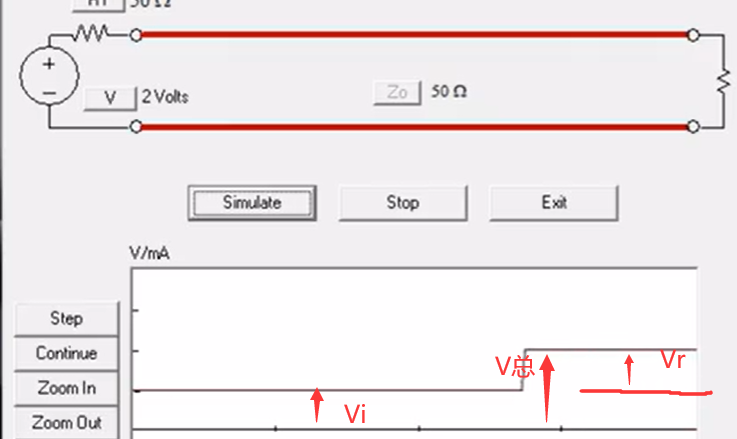 50 Ω
V
2 Volts
Zo
50 Ω
Simulate
Stop
Exit
V/mA
Step
Continue
Zoom In
Zoom Out
V总
Vr
Vi